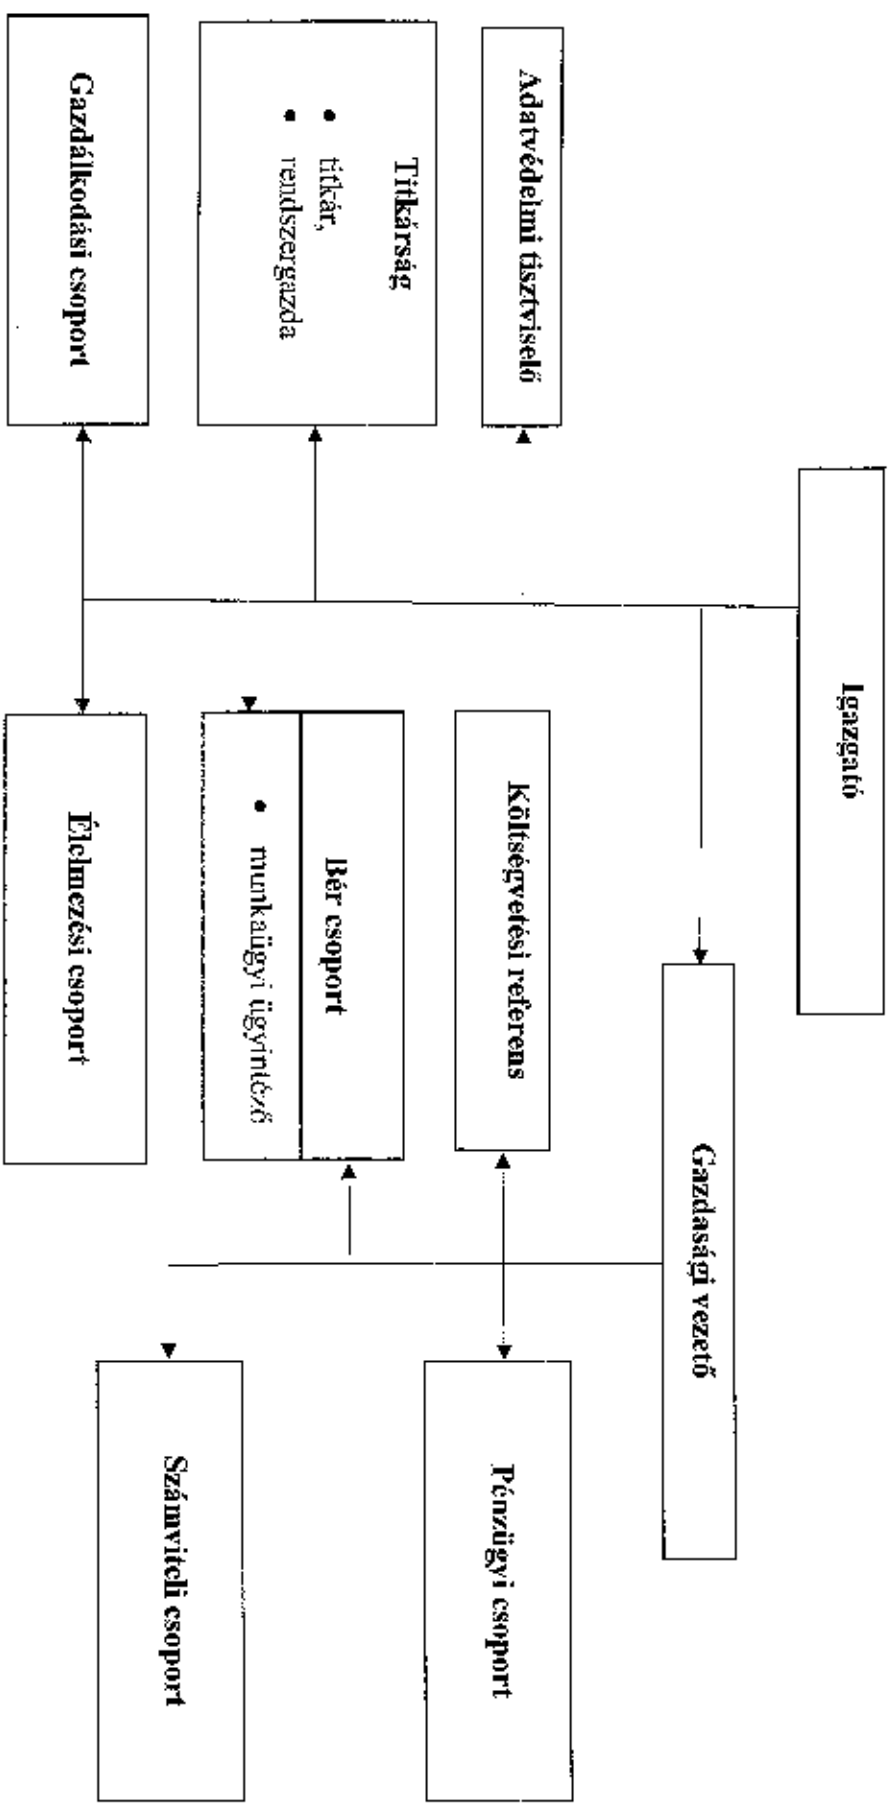 Igazgató
Gazdasági vezető
Adatvédelmi tisztviselő
Költségvetési referens
Pénzügyi csoport
Titkárság
• titkár,
• rendszergazda
Bér csoport
• munkaügyi ügyintéző
Számviteli csoport
Gazdálkodási csoport
Élelmezési csoport